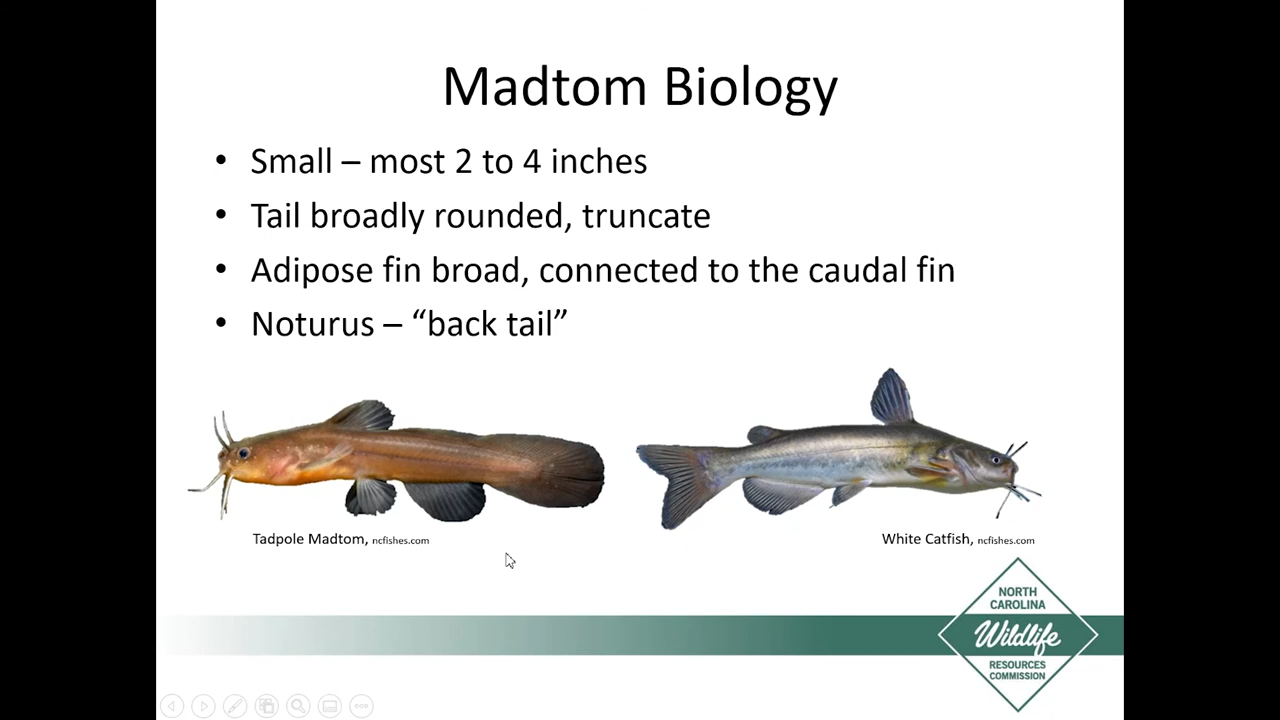 Madtom Biology
• Small – most 2 to 4 inches
• Tail broadly rounded, truncate
• Adipose fin broad, connected to the caudal fin
• Noturus – “back tail”
Tadpole Madtom, ncfishes.com
White Catfish, ncfishes.com
NORTH
CAROLINA
Wildlife
RESOURCES
COMMISSION